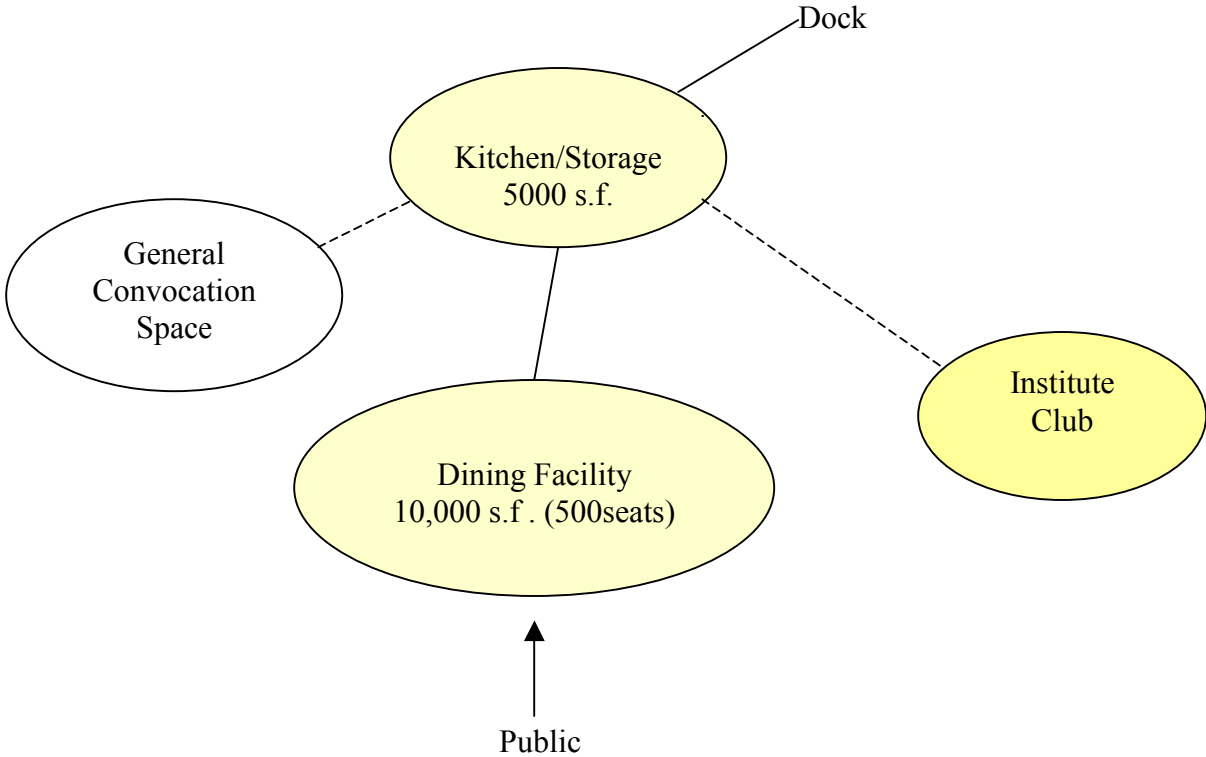 Dock
Kitchen/Storage
5000 s.f.
General
Convocation
Space
Institute
Club
Dining Facility
10,000 s.f . (500seats)
Public